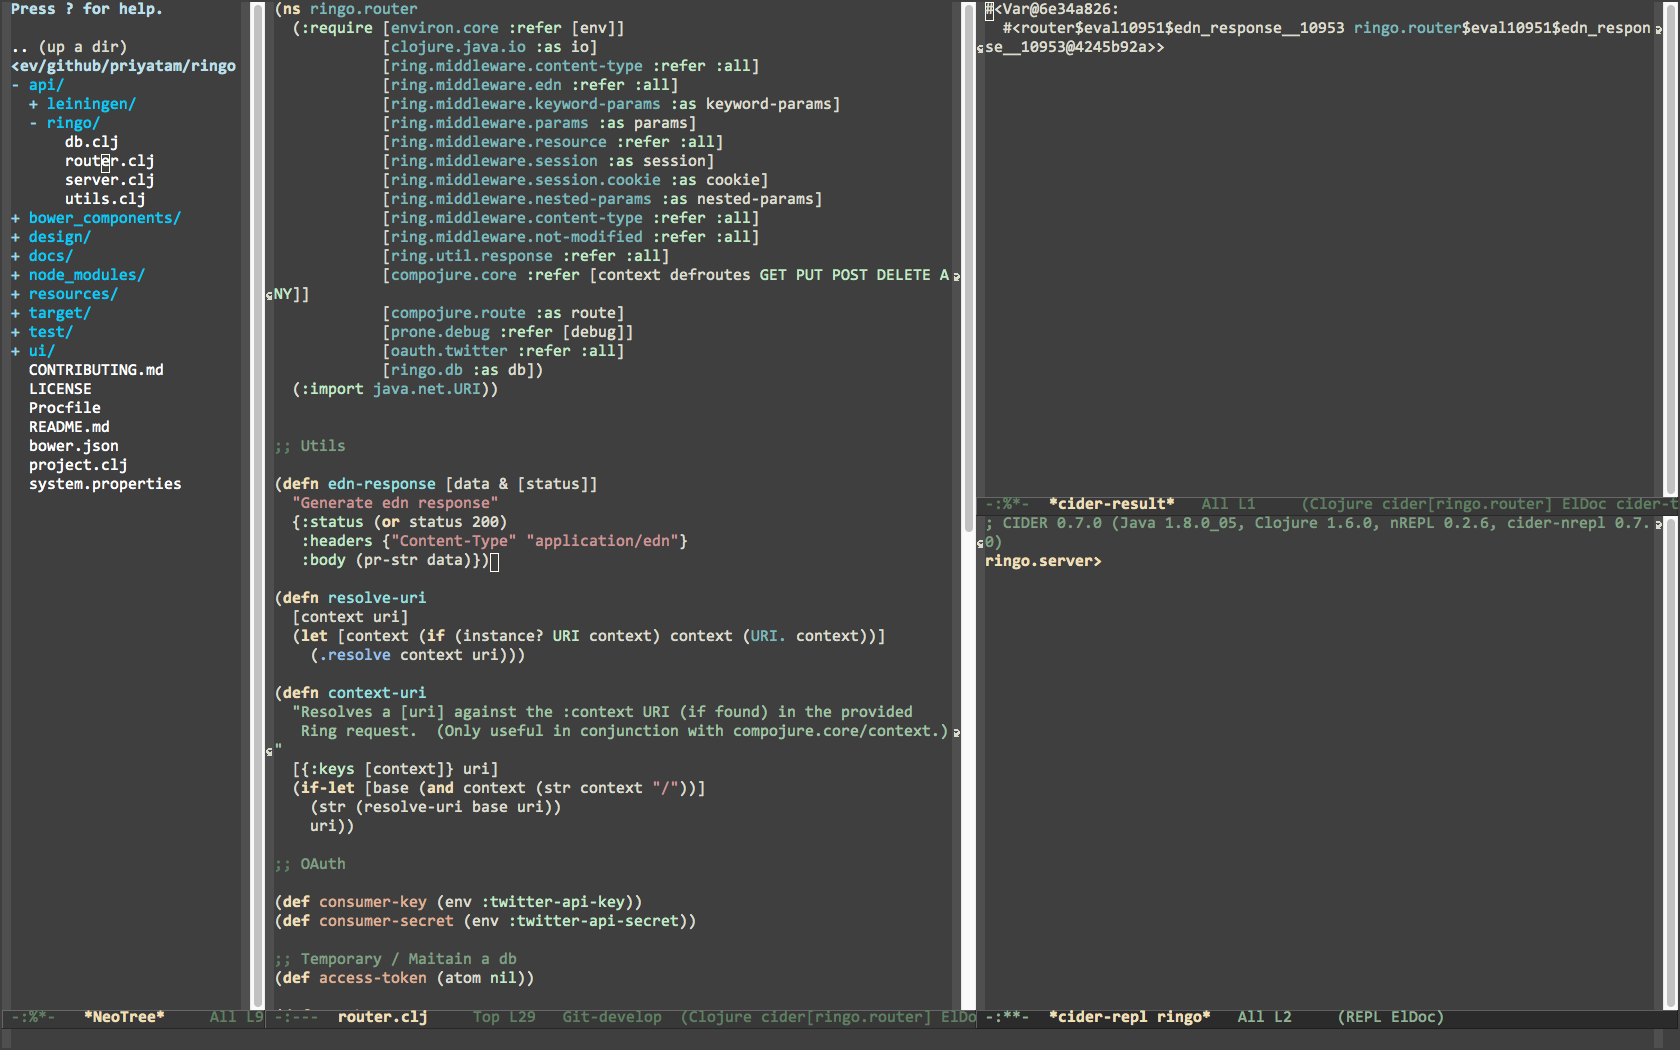 Press ? for help.

.. (up a dir)
<ev/github/priyatam/ringo
- api/
  + leiningen/
  - ringo/
      db.clj
      router.clj
      server.clj
      utils.clj
+ bower_components/
+ design/
+ docs/
+ node_modules/
+ resources/
+ target/
+ test/
+ ui/
  CONTRIBUTING.md
  LICENSE
  Procfile
  README.md
  bower.json
  project.clj
  system.properties
-:%*-   *NeoTree*     All L9
(ns ringo.router
  (:require [environ.core :refer [env]]
            [clojure.java.io :as io]
            [ring.middleware.content-type :refer :all]
            [ring.middleware.edn :refer :all]
            [ring.middleware.keyword-params :as keyword-params]
            [ring.middleware.params :as params]
            [ring.middleware.resource :refer :all]
            [ring.middleware.session :as session]
            [ring.middleware.session.cookie :as cookie]
            [ring.middleware.nested-params :as nested-params]
            [ring.middleware.content-type :refer :all]
            [ring.middleware.not-modified :refer :all]
            [ring.util.response :refer :all]
            [compojure.core :refer [context defroutes GET PUT POST DELETE A
NY]]
            [compojure.route :as route]
            [prone.debug :refer [debug]]
            [oauth.twitter :refer :all]
            [ringo.db :as db])
  (:import java.net.URI))

;; Utils

(defn edn-response [data & [status]]
  "Generate edn response"
  {:status (or status 200)
   :headers {"Content-Type" "application/edn"}
   :body (pr-str data)})

(defn resolve-uri
  [context uri]
  (let [context (if (instance? URI context) context (URI. context))]
    (.resolve context uri)))

(defn context-uri
  "Resolves a [uri] against the :context URI (if found) in the provided
   Ring request.  (Only useful in conjunction with compojure.core/context.)
"
  [{:keys [context]} uri]
  (if-let [base (and context (str context "/"))]
    (str (resolve-uri base uri))
    uri))

;; OAuth

(def consumer-key (env :twitter-api-key))
(def consumer-secret (env :twitter-api-secret))

;; Temporary / Maitain a db
(def access-token (atom nil))
-:---  router.clj     Top L29   Git-develop  (Clojure cider[ringo.router] ElDo
#<Var@6e34a826:
  #<router$eval10951$edn_response__10953 ringo.router$eval10951$edn_respon
se__10953@4245b92a>>
-:%*-  *cider-result*   All L1     (Clojure cider[ringo.router] ElDoc cider-t
; CIDER 0.7.0 (Java 1.8.0_05, Clojure 1.6.0, nREPL 0.2.6, cider-nrepl 0.7.
0)
ringo.server>
-:**-  *cider-repl ringo*   All L2     (REPL ElDoc)